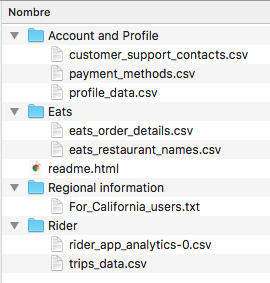 Nombre
Account and Profile
customer_support_contacts.csv
payment_methods.csv
profile_data.csv
Eats
eats_order_details.csv
eats_restaurant_names.csv
readme.html
Regional information
For_California_users.txt
Rider
rider_app_analytics-0.csv
trips_data.csv